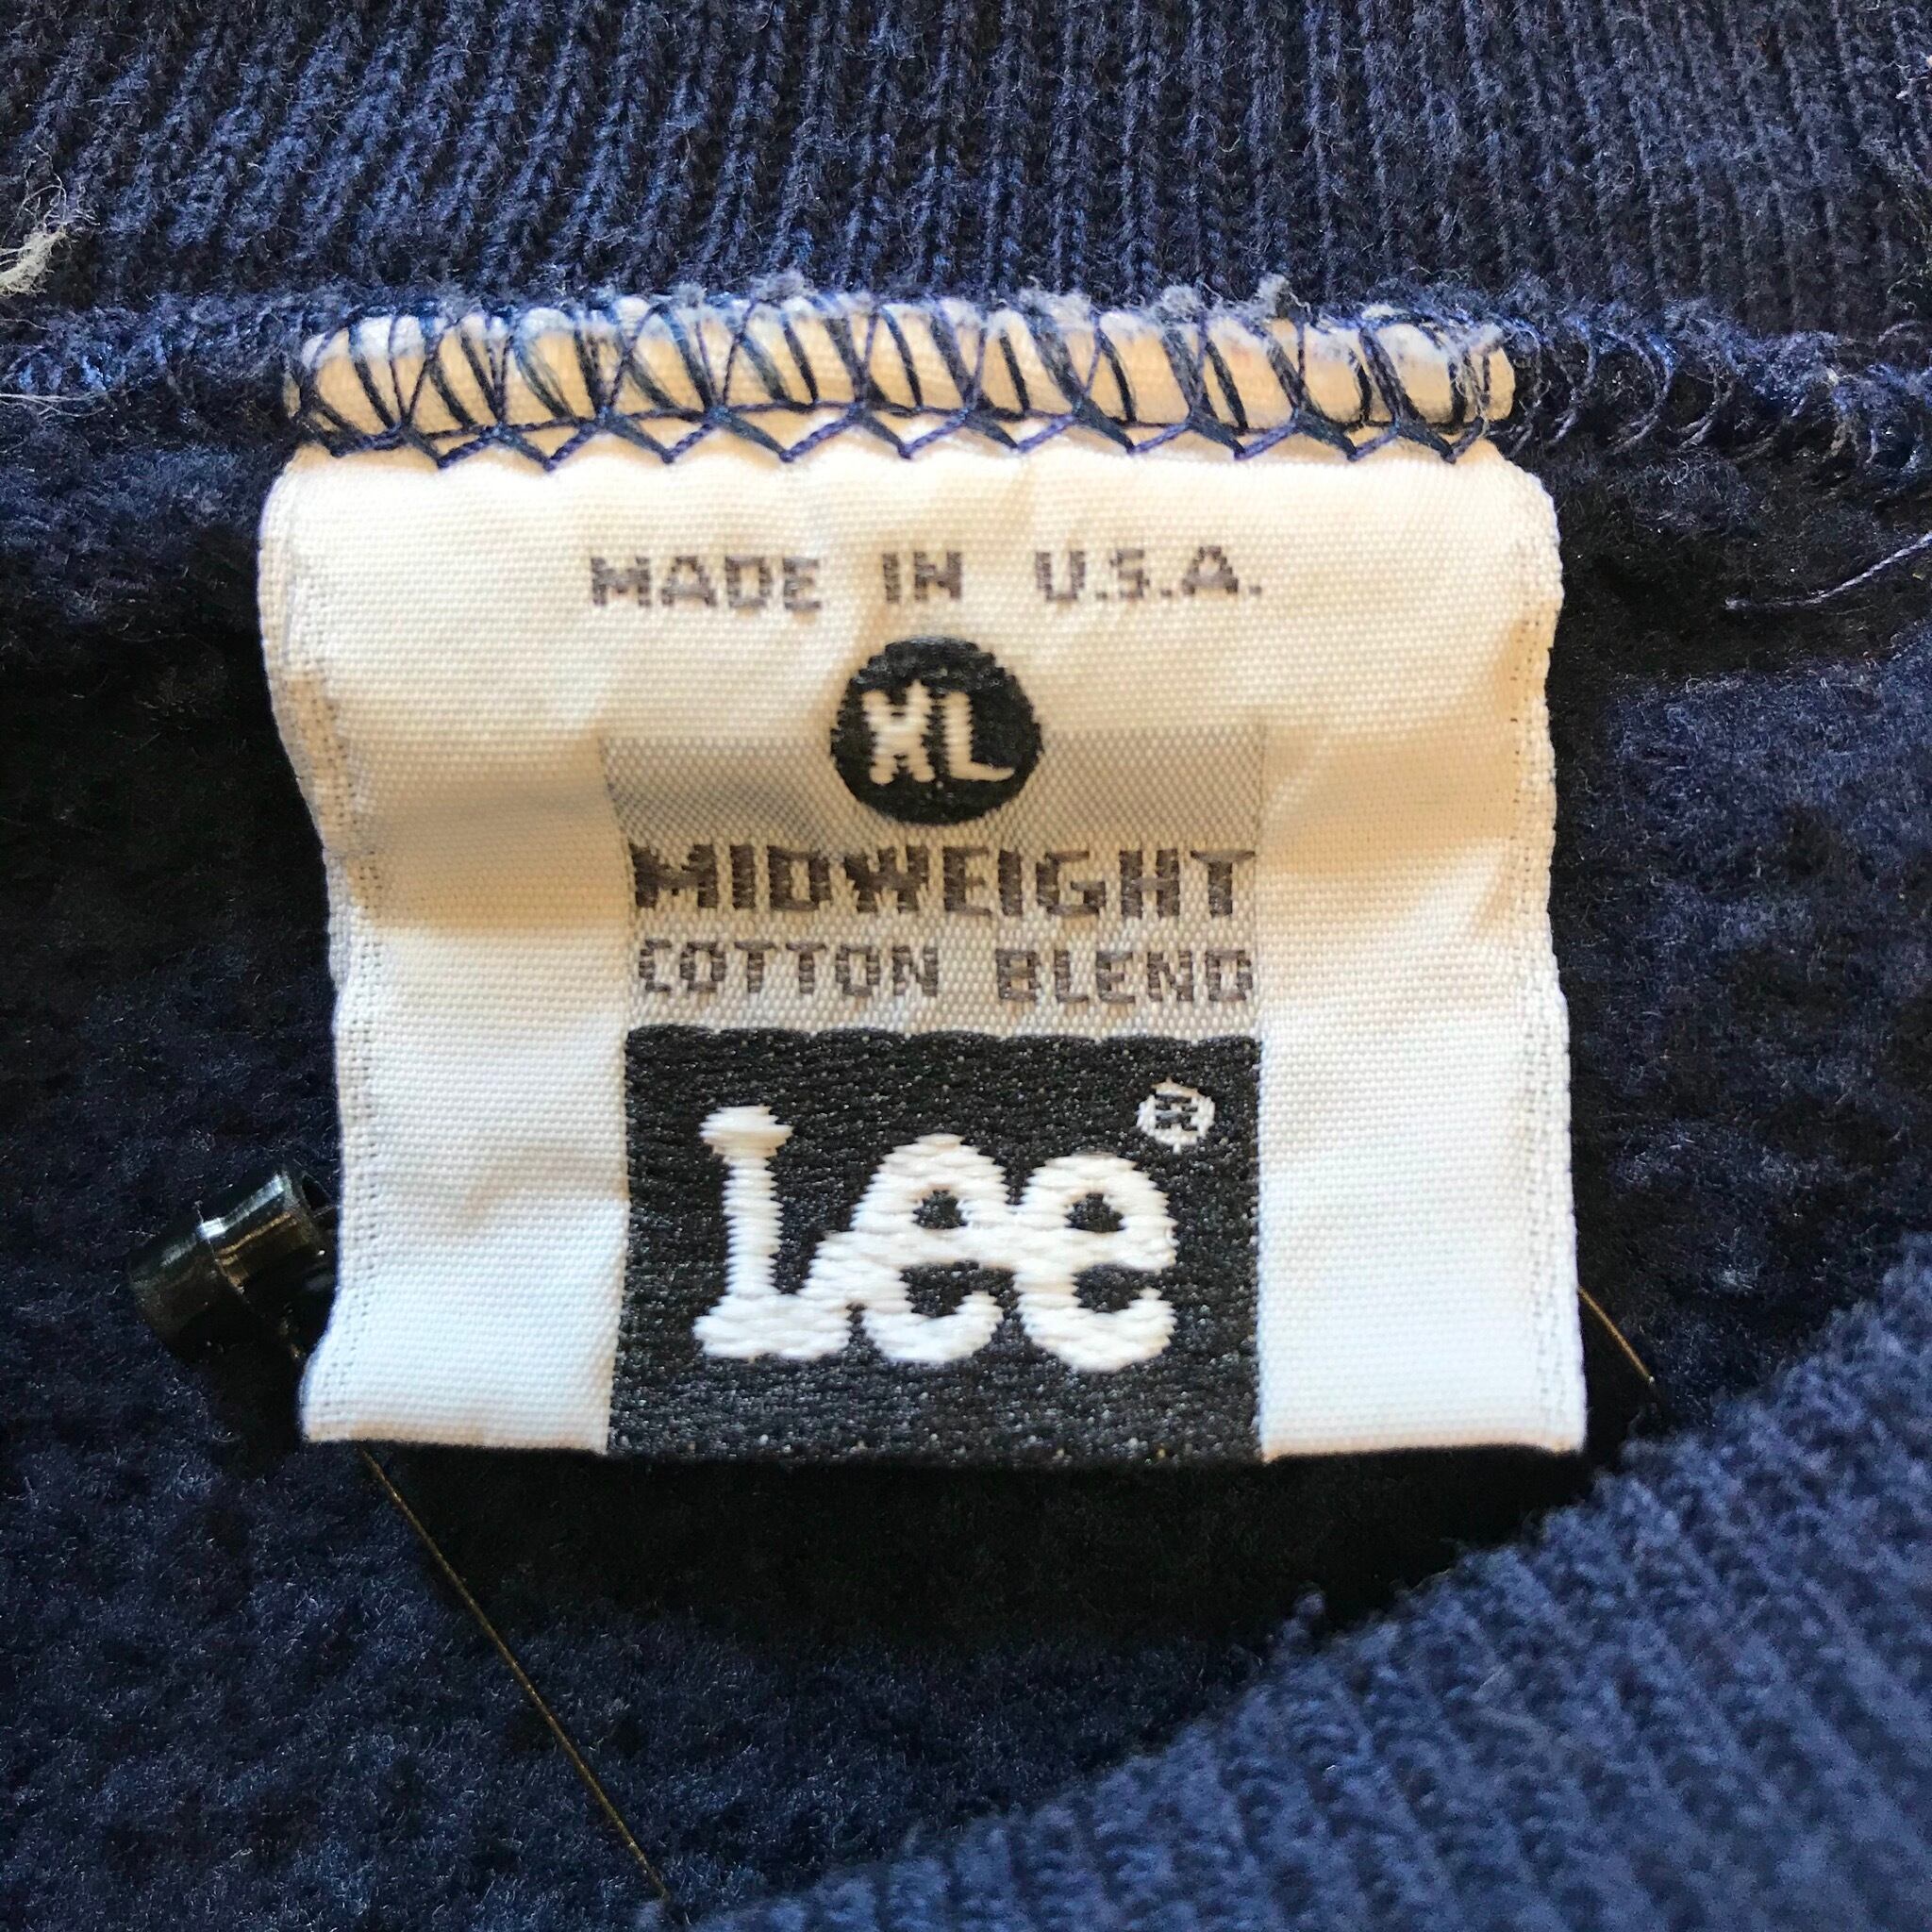 MADE IN U.S.A.
XL
MIDWEIGHT
COTTON BLEND
Lee®